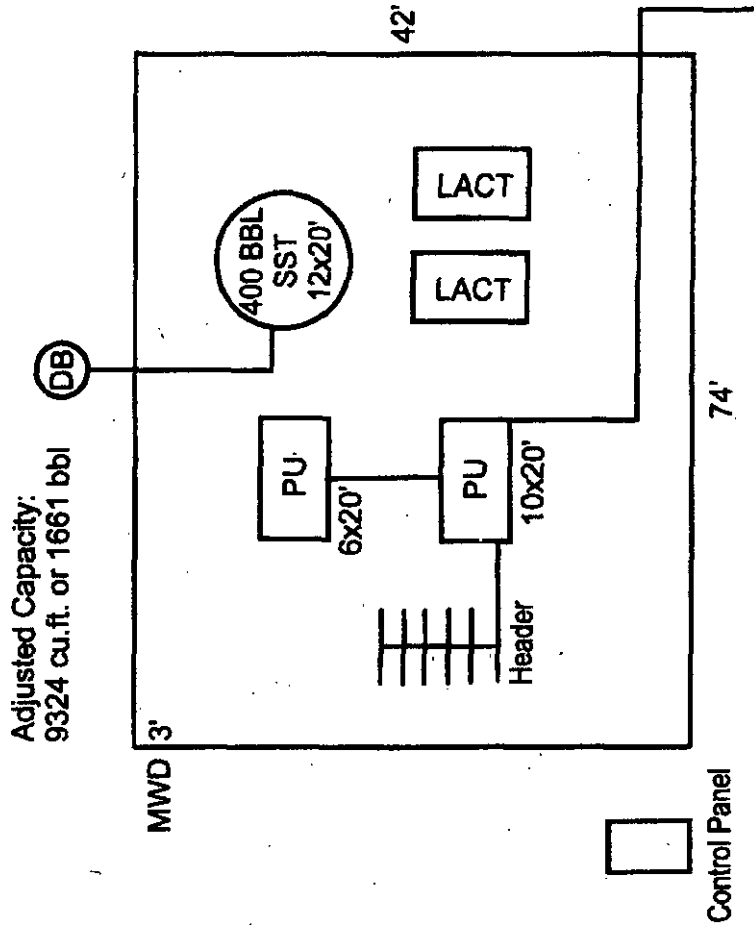 Adjusted Capacity:
9324 cu.ft. or 1661 bbl
DB
MWD 3'
42'
400 BBL
SST
12x20'
PU
6x20'
LACT
LACT
PU
10x20'
Header
74'
Control Panel